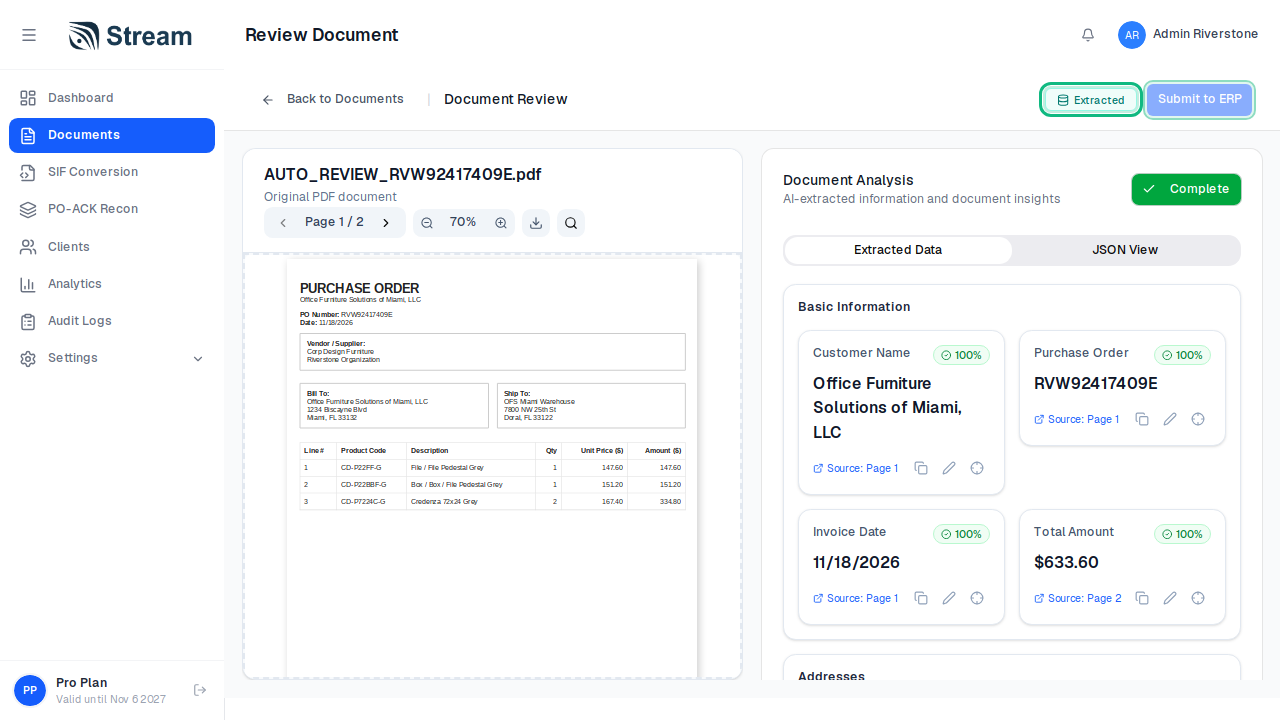 Stream
Review Document
AR
Admin Riverstone
Dashboard
Documents
SIF Conversion
PO-ACK Recon
Clients
Analytics
Audit Logs
Settings
PP
Pro Plan
Valid until Nov 6 2027
Back to Documents
Document Review
Extracted
Submit to ERP
AUTO_REVIEW_RVW92417409E.pdf
Original PDF document
Page 1 / 2
70%
PURCHASE ORDER
Office Furniture Solutions of Miami, LLC
PO Number: RVW92417409E
Date: 11/18/2026
Vendor / Supplier:
Corp Design Furniture
Riverstone Organization
Bill To:
Office Furniture Solutions of Miami, LLC
1234 Biscayne Blvd
Miami, FL 33132
Ship To:
OFS Miami Warehouse
7800 NW 25th St
Doral, FL 33122
Line # Product Code Description Qty Unit Price ($) Amount ($)
1 CD-P22FF-G File / File Pedestal Grey 1 147.60 147.60
2 CD-P22BBF-G Box / Box / File Pedestal Grey 1 151.20 151.20
3 CD-P7224C-G Credenza 72x24 Grey 2 167.40 334.80
Document Analysis
AI-extracted information and document insights
Complete
Extracted Data
JSON View
Basic Information
Customer Name
100%
Office Furniture
Solutions of Miami,
LLC
Source: Page 1
Purchase Order
100%
RVW92417409E
Source: Page 1
Invoice Date
100%
11/18/2026
Source: Page 1
Total Amount
100%
$633.60
Source: Page 2
Addresses